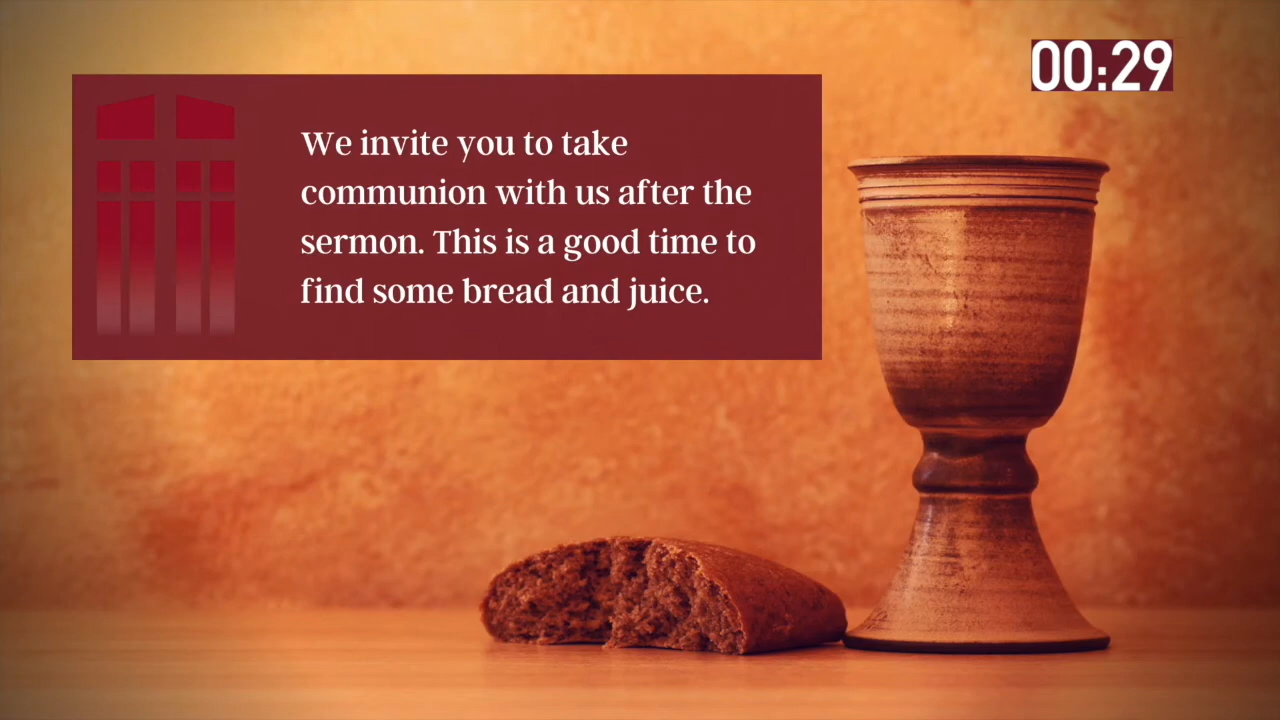 00:29
We invite you to take
communion with us after the
sermon. This is a good time to
find some bread and juice.